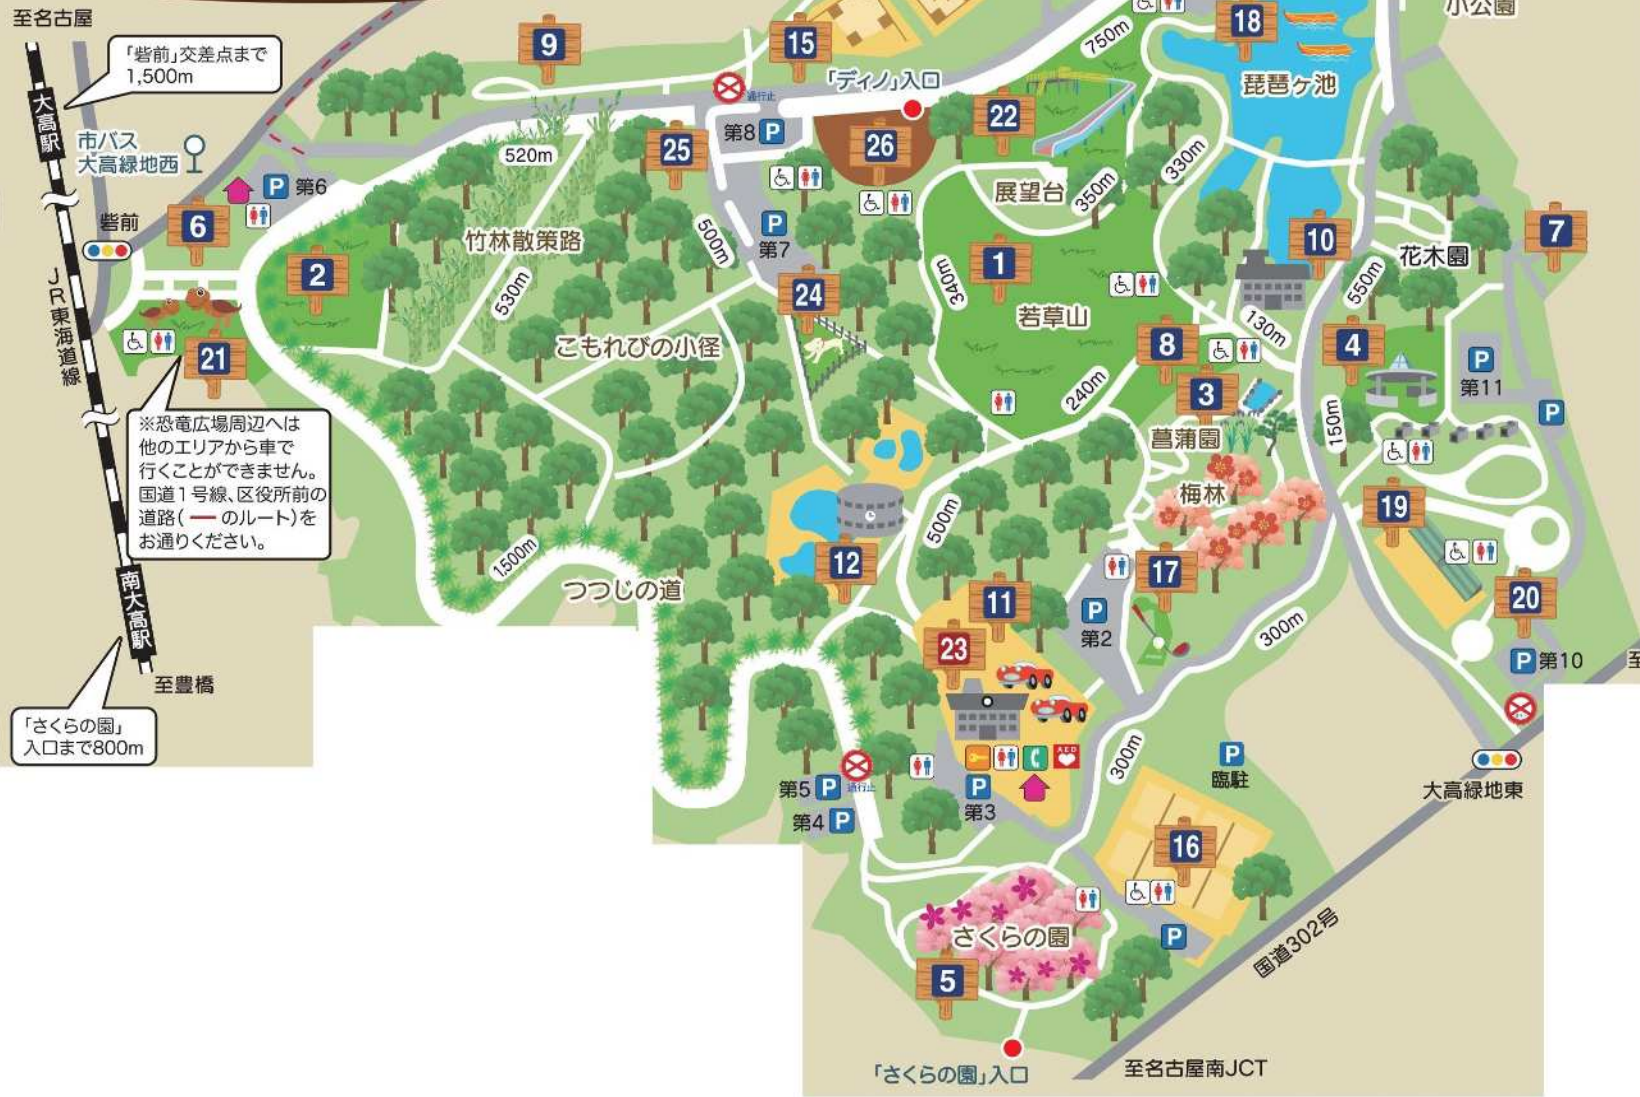 至名古屋
「砦前」交差点まで
1,500m
大高駅
市バス
大高緑地西
P 第6
6
砦前
2
21
JR東海道線
※恐竜広場周辺へは
他のエリアから車で
行くことができません。
国道1号線、区役所前の
道路(ーのルート)を
お通りください。
南大高駅
至豊橋
「さくらの園」
入口まで800m
9
15
通行止
「ディノ」入口
750m
18
小公園
琵琶ヶ池
520m
25
第8 P
26
22
330m
350m
展望台
竹林散策路
530m
500m
P
第7
24
340m
1
若草山
10
花木園
7
550m
130m
こもれびの小径
8
4
P
第11
P
3
240m
菖蒲園
150m
梅林
19
1,500m
つつじの道
12
500m
11
17
P
第2
20
P 第10
300m
23
AED
300m
P
臨駐
大高緑地東
第5 P
通行止
第4 P
P
第3
16
P
国道302号
さくらの園
5
「さくらの園」入口
至名古屋南JCT
至